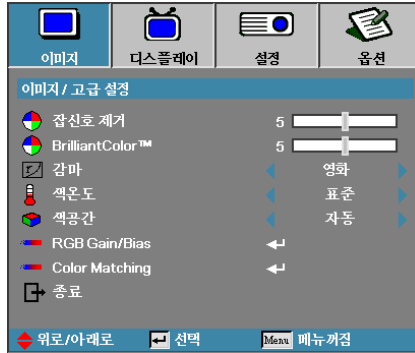 이미지 디스플레이 설정 옵션
이미지 / 고급 설정
잡신호 제거 5
BrilliantColor™ 5
감마 영화
색온도 표준
색공간 자동
RGB Gain/Bias
Color Matching
종료
위로/아래로 선택 Menu 메뉴꺼짐